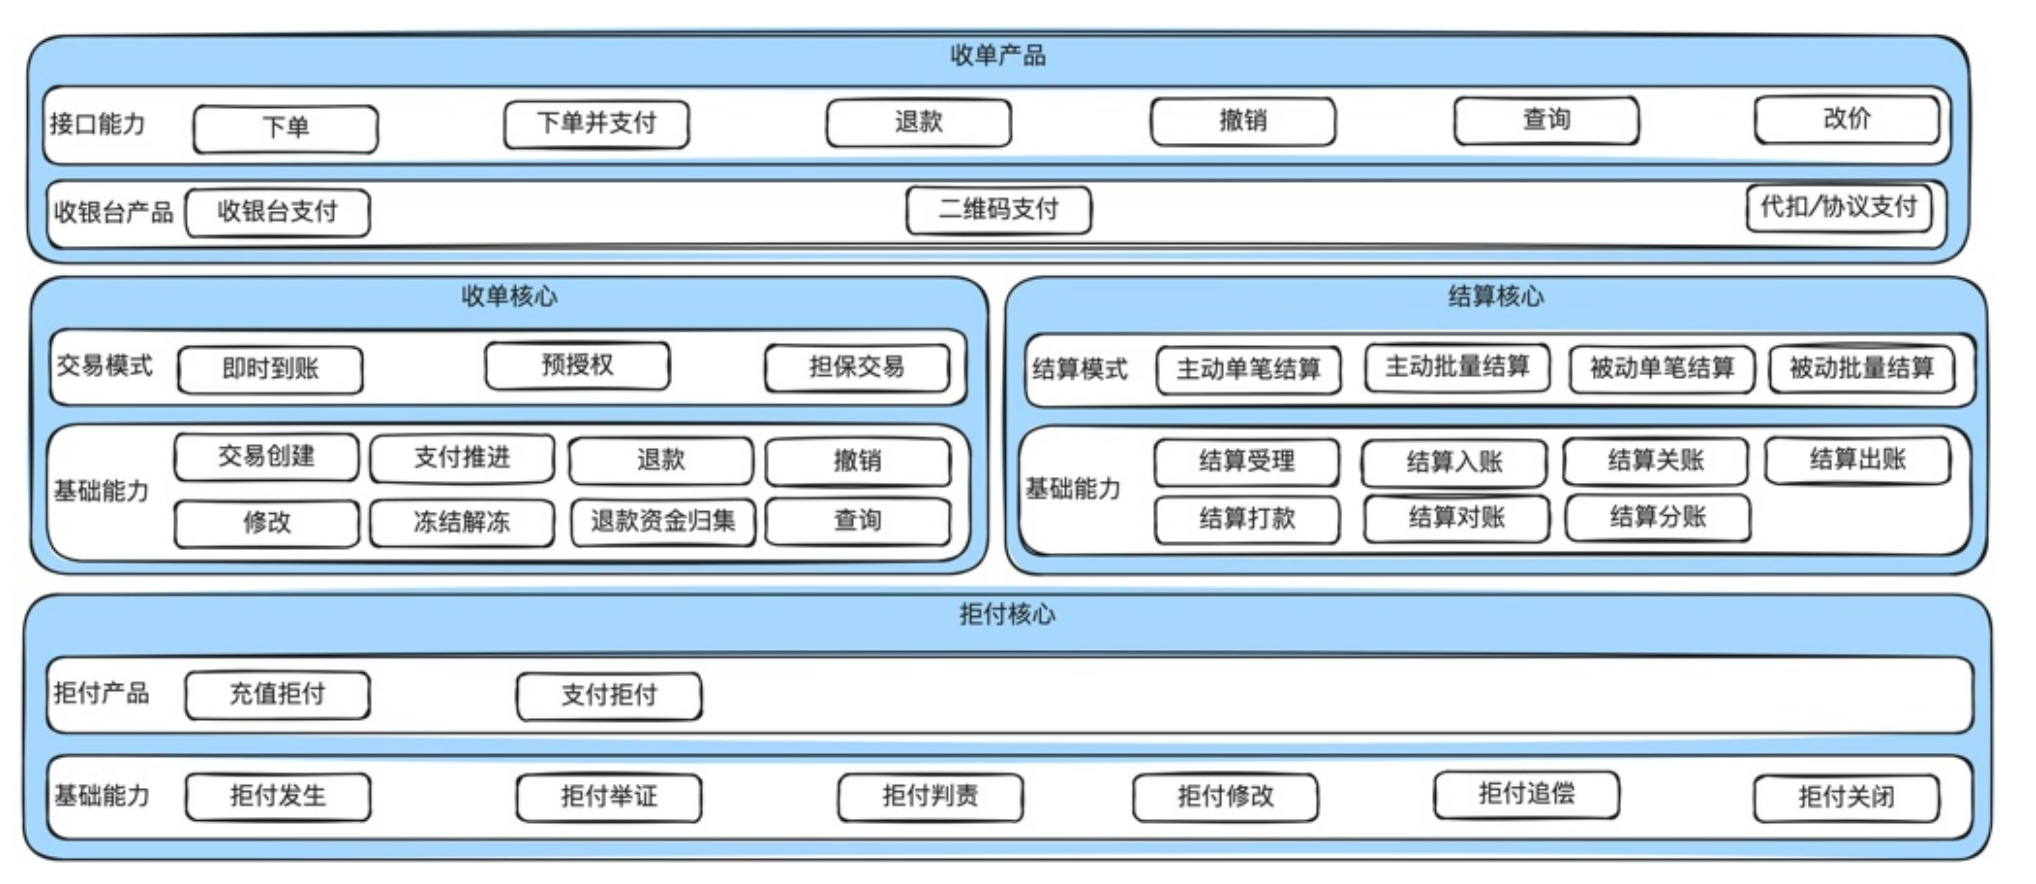 收单产品
接口能力 下单 下单并支付 退款 撤销 查询 改价
收银台产品 收银台支付 二维码支付 代扣/协议支付
收单核心
交易模式 即时到账 预授权 担保交易
基础能力
交易创建 支付推进 退款 撤销
修改 冻结解冻 退款资金归集 查询
结算核心
结算模式 主动单笔结算 主动批量结算 被动单笔结算 被动批量结算
基础能力
结算受理 结算入账 结算关账 结算出账
结算打款 结算对账 结算分账
拒付核心
拒付产品 充值拒付 支付拒付
基础能力 拒付发生 拒付举证 拒付判责 拒付修改 拒付追偿 拒付关闭